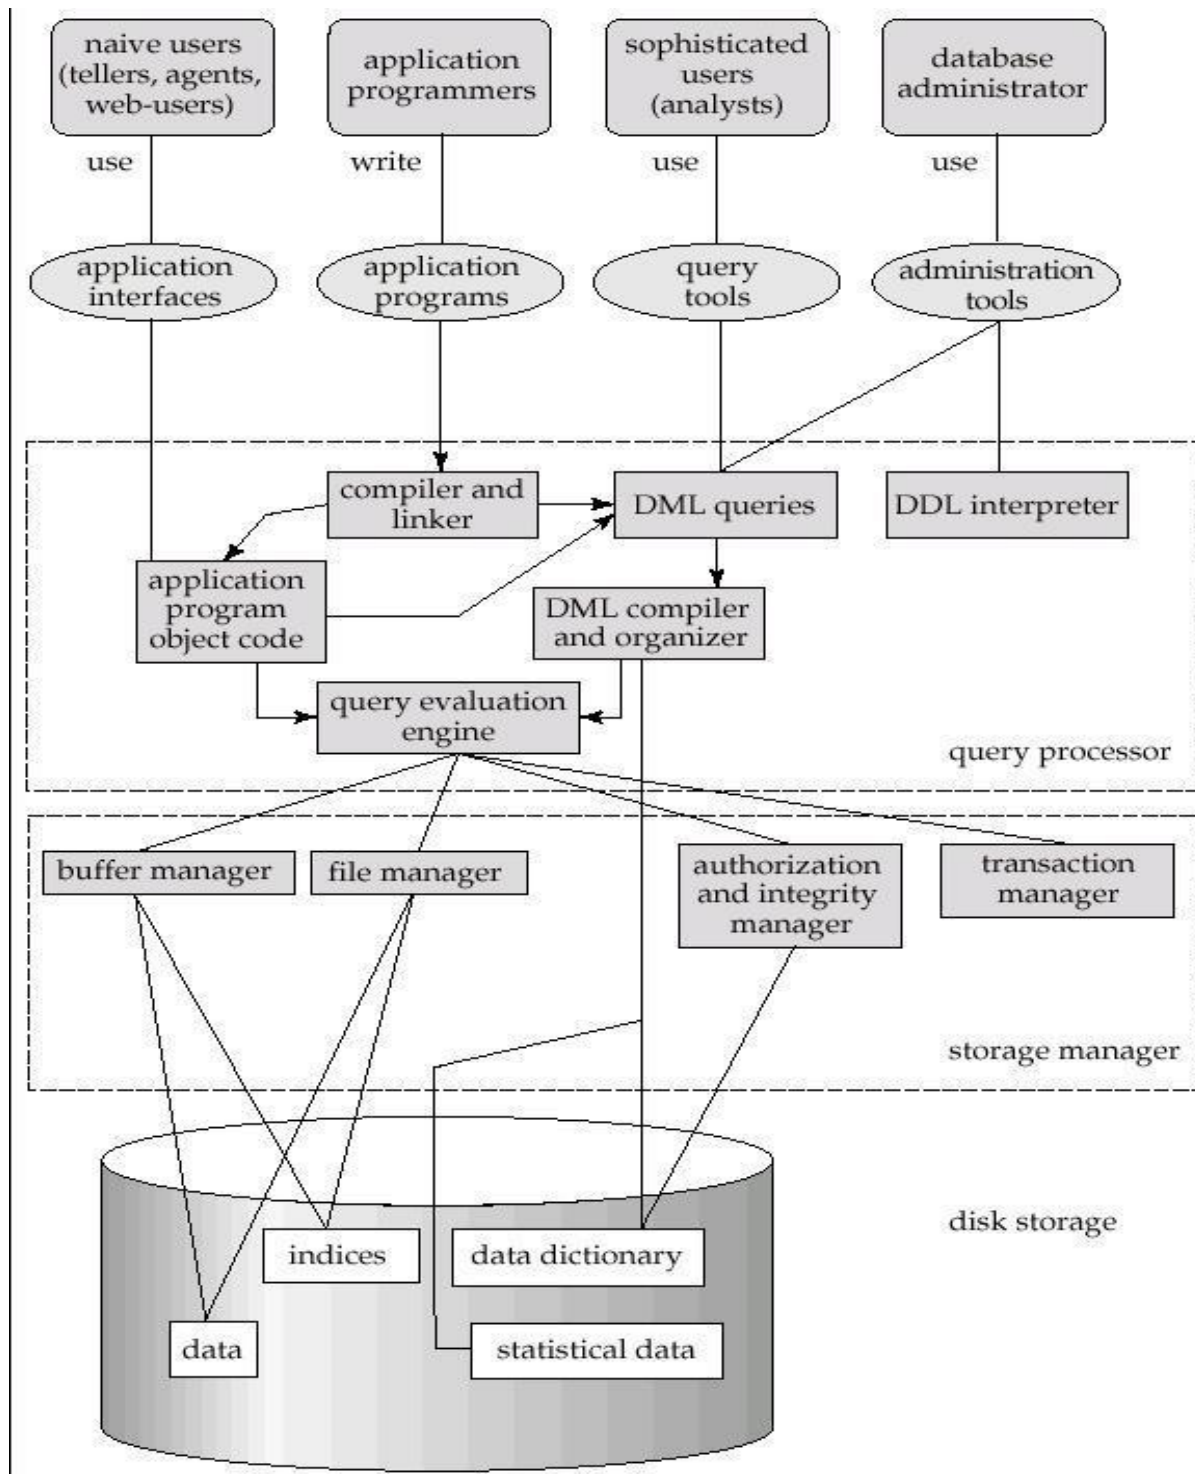 naive users
(tellers, agents,
web-users)
application
programmers
sophisticated
users
(analysts)
database
administrator
use
write
use
use
application
interfaces
application
programs
query
tools
administration
tools
compiler and
linker
DML queries
DDL interpreter
application
program
object code
DML compiler
and organizer
query evaluation
engine
query processor
buffer manager
file manager
authorization
and integrity
manager
transaction
manager
storage manager
disk storage
indices
data dictionary
data
statistical data